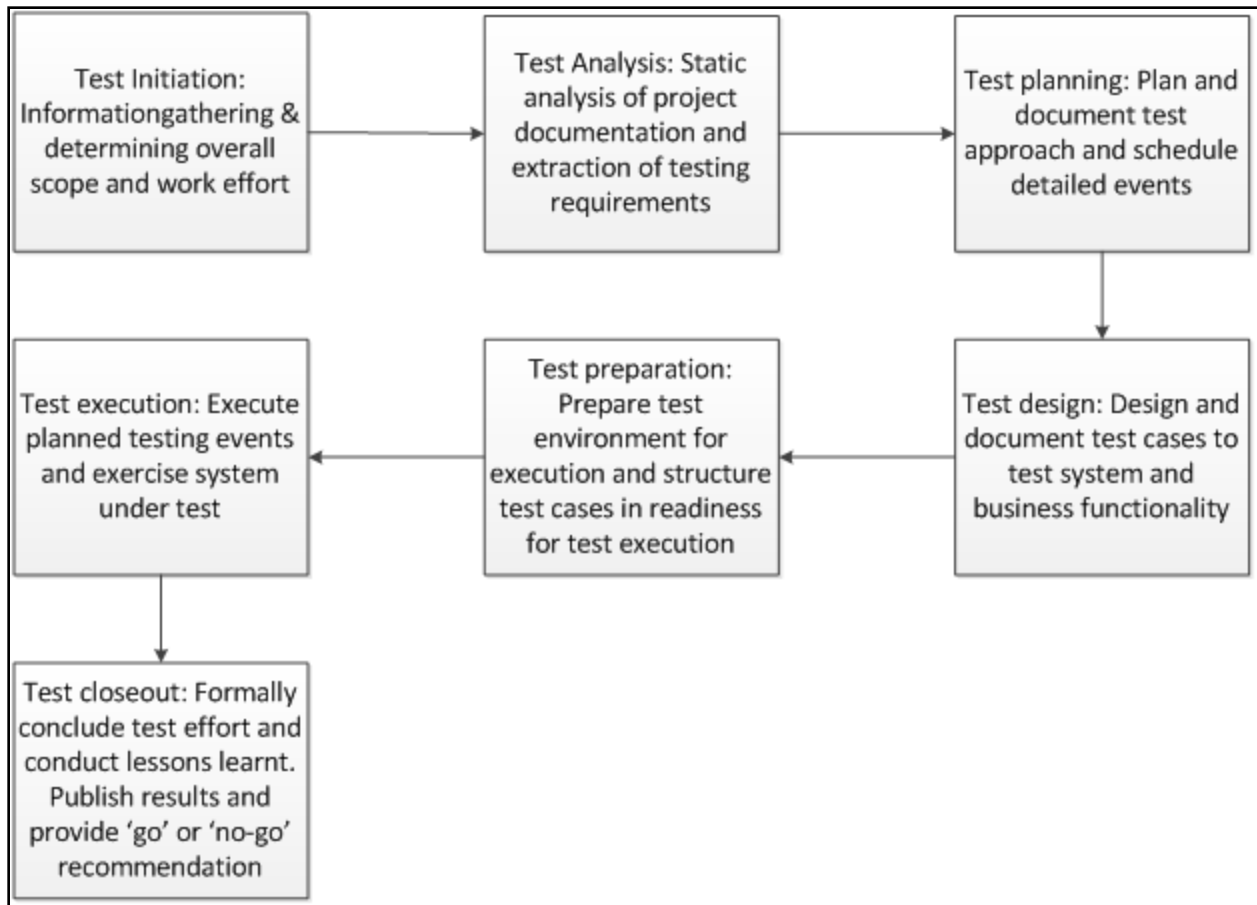 Test Initiation:
Informationgathering &
determining overall
scope and work effort
Test Analysis: Static
analysis of project
documentation and
extraction of testing
requirements
Test planning: Plan and
document test
approach and schedule
detailed events
Test design: Design and
document test cases to
test system and
business functionality
Test preparation:
Prepare test
environment for
execution and structure
test cases in readiness
for test execution
Test execution: Execute
planned testing events
and exercise system
under test
Test closeout: Formally
conclude test effort and
conduct lessons learnt.
Publish results and
provide ‘go’ or ‘no-go’
recommendation